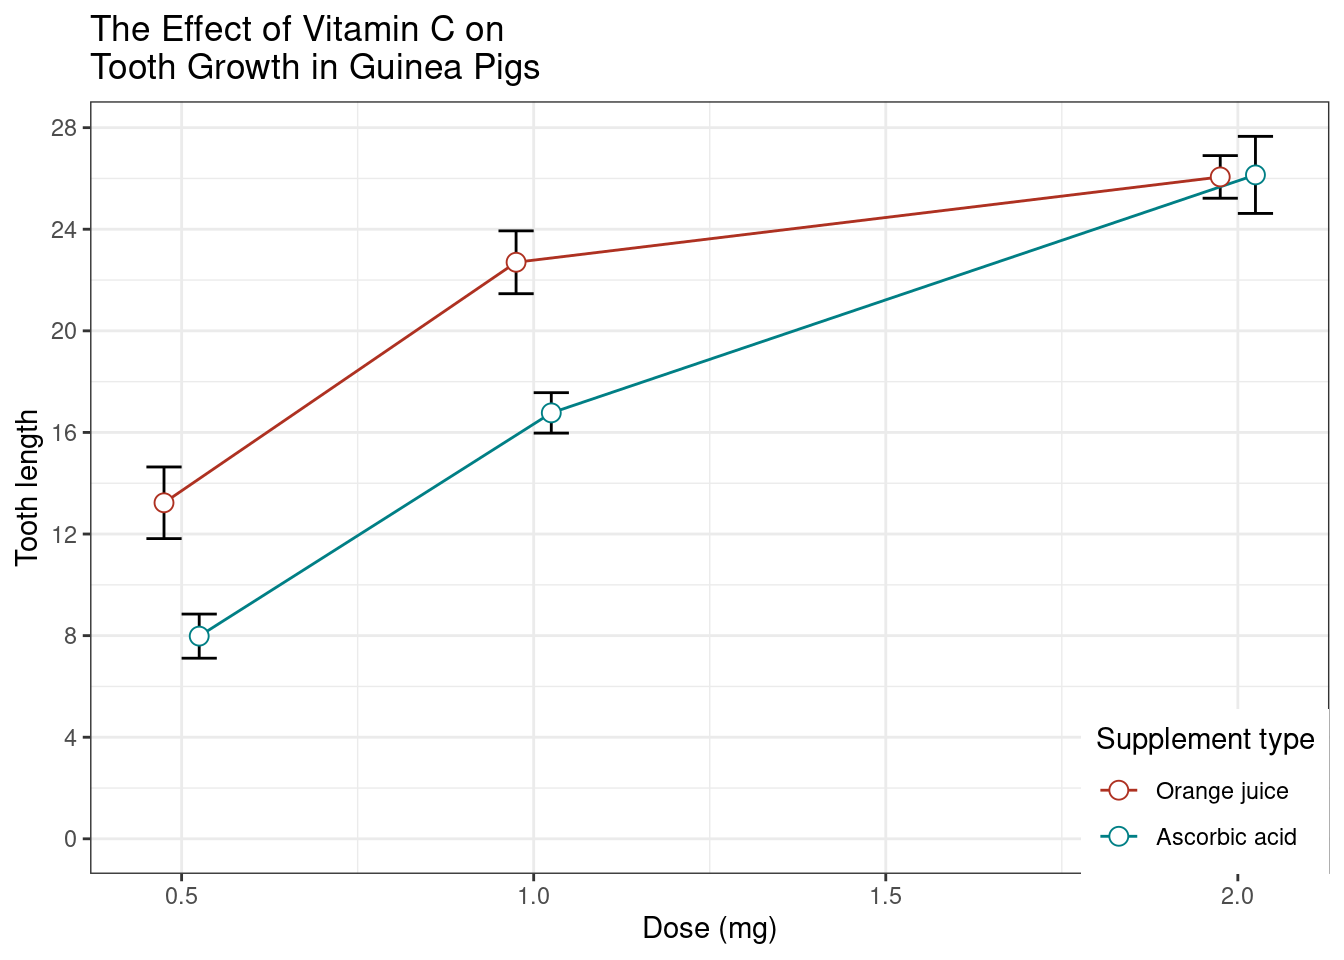 The Effect of Vitamin C on
Tooth Growth in Guinea Pigs
28
24
20
16
12
8
4
0
Tooth length
Supplement type
Orange juice
Ascorbic acid
0.5
1.0
1.5
2.0
Dose (mg)